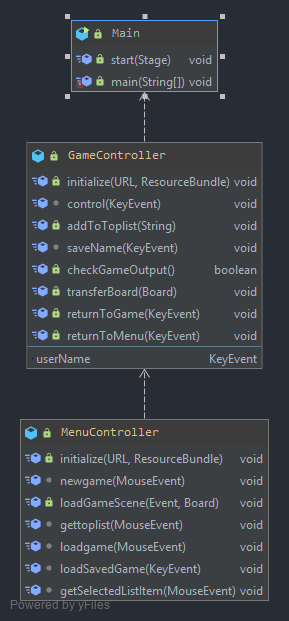 Main
start(Stage) void
main(String[]) void
GameController
initialize(URL, ResourceBundle) void
control(KeyEvent) void
addToToplist(String) void
saveName(KeyEvent) void
checkGameOutput() boolean
transferBoard(Board) void
returnToGame(KeyEvent) void
returnToMenu(KeyEvent) void
userName KeyEvent
MenuController
initialize(URL, ResourceBundle) void
newgame(MouseEvent) void
loadGameScene(Event, Board) void
gettoplist(MouseEvent) void
loadgame(MouseEvent) void
loadSavedGame(KeyEvent) void
getSelectedListItem(MouseEvent) void
Powered by yFiles